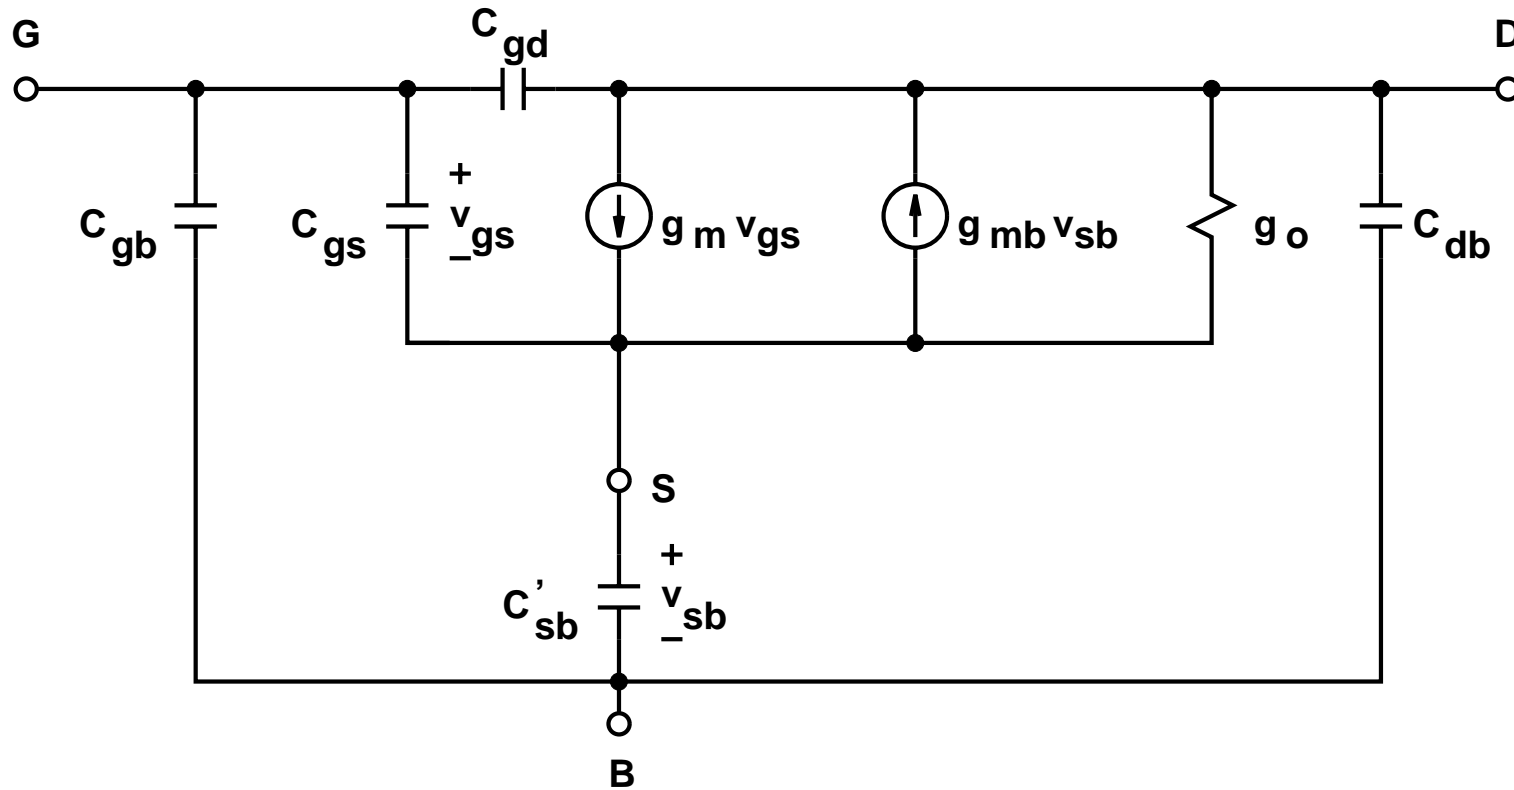 G
C gd
D
C gb
C gs
+
v gs
–
g m v gs
g mb v sb
g o
C db
S
C ’ sb
+
v sb
–
B